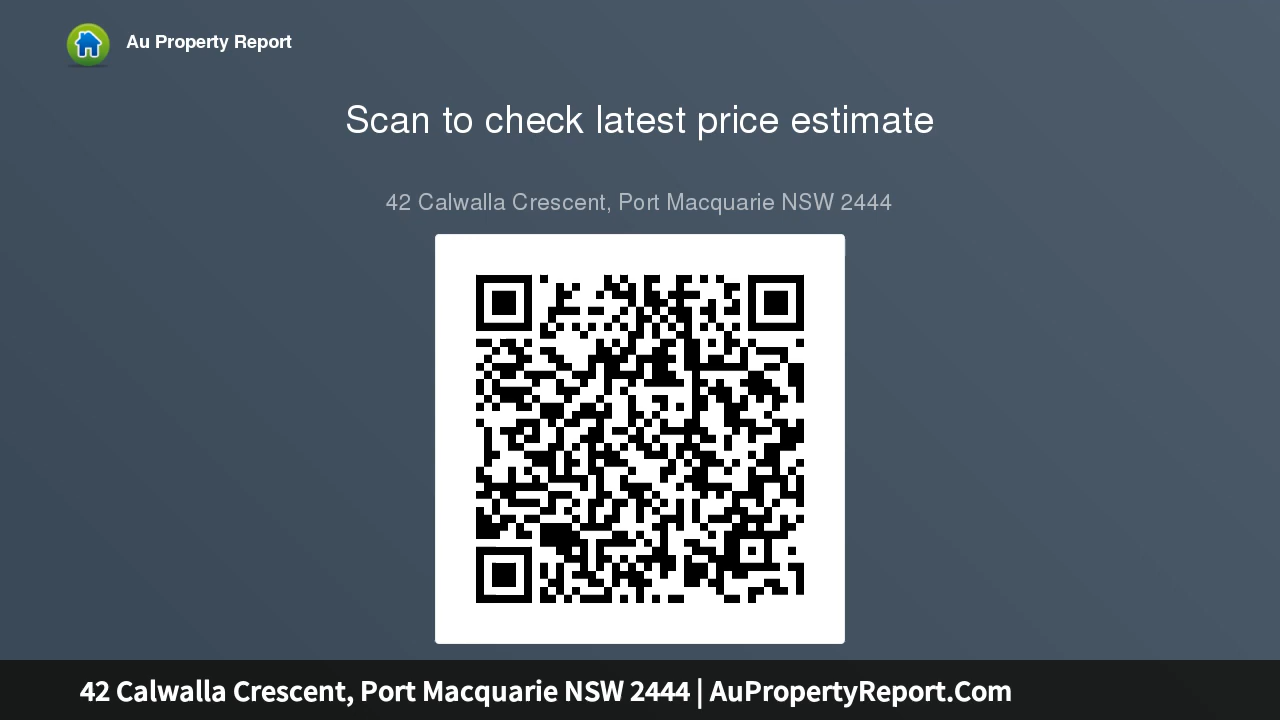 Au Property Report
Scan to check latest price estimate
42 Calwalla Crescent, Port Macquarie NSW 2444
42 Calwalla Crescent, Port Macquarie NSW 2444 | AuPropertyReport.Com